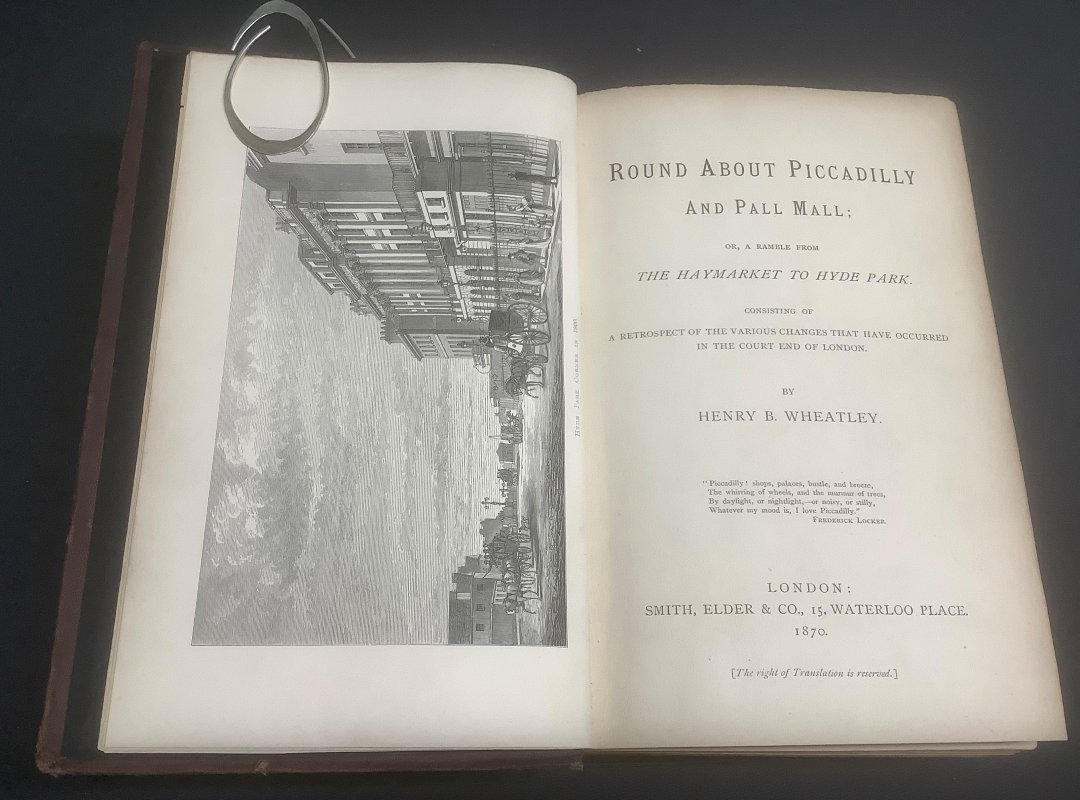 Hyde Park Corner in
Round About Piccadilly
And Pall Mall;
OR, A RAMBLE FROM
THE HAYMARKET TO HYDE PARK.
CONSISTING OF
A RETROSPECT OF THE VARIOUS CHANGES THAT HAVE OCCURRED
IN THE COURT END OF LONDON.
BY
HENRY B. WHEATLEY.
"Piccadilly! shops, palaces, bustle, and breeze,
The whirring of wheels, and the murmur of trees,
By daylight, or nightlight,—or noisy, or stilly,
Whatever my mood is, I love Piccadilly."
Frederick Locker.
LONDON:
SMITH, ELDER & CO., 15, WATERLOO PLACE.
1870.
[The right of Translation is reserved.]